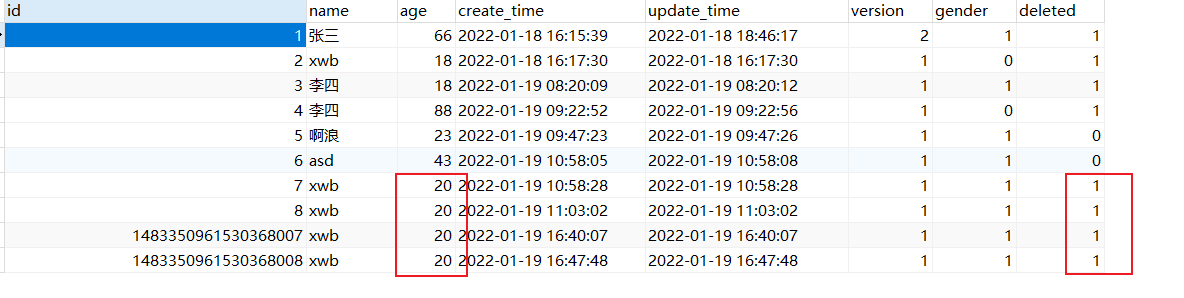 id name age create_time update_time version gender deleted
1 张三 66 2022-01-18 16:15:39 2022-01-18 18:46:17 2 1 1
2 xwb 18 2022-01-18 16:17:30 2022-01-18 16:17:30 1 0 1
3 李四 18 2022-01-19 08:20:09 2022-01-19 08:20:12 1 1 1
4 李四 88 2022-01-19 09:22:52 2022-01-19 09:22:56 1 0 1
5 啊浪 23 2022-01-19 09:47:23 2022-01-19 09:47:26 1 1 0
6 asd 43 2022-01-19 10:58:05 2022-01-19 10:58:08 1 1 0
7 xwb 20 2022-01-19 10:58:28 2022-01-19 10:58:28 1 1 1
8 xwb 20 2022-01-19 11:03:02 2022-01-19 11:03:02 1 1 1
1483350961530368007 xwb 20 2022-01-19 16:40:07 2022-01-19 16:40:07 1 1 1
1483350961530368008 xwb 20 2022-01-19 16:47:48 2022-01-19 16:47:48 1 1 1